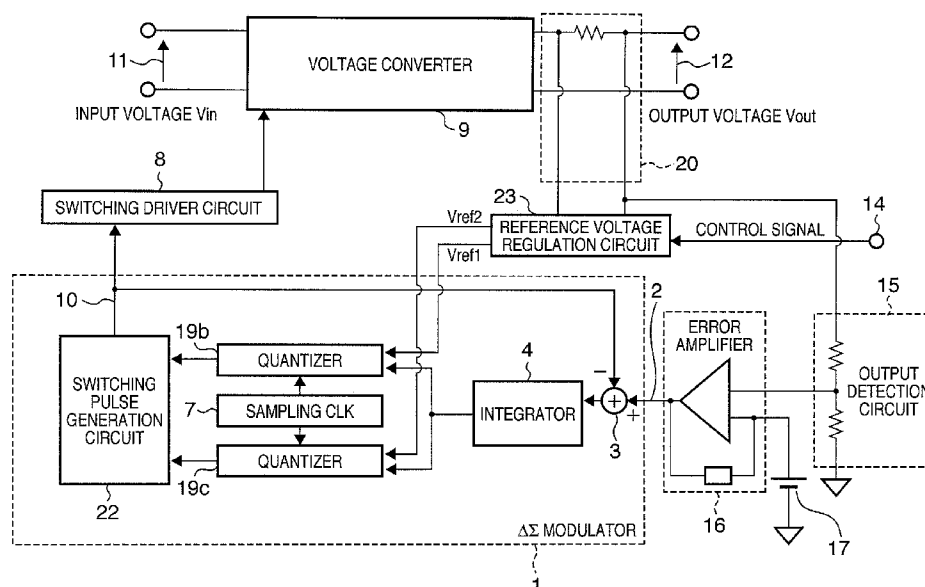 11
VOLTAGE CONVERTER
12
INPUT VOLTAGE Vin
9
OUTPUT VOLTAGE Vout
20
8
SWITCHING DRIVER CIRCUIT
23
Vref2
REFERENCE VOLTAGE
REGULATION CIRCUIT
Vref1
CONTROL SIGNAL
14
10
2
15
19b
ERROR
AMPLIFIER
QUANTIZER
4
SWITCHING
PULSE
GENERATION
CIRCUIT
7
SAMPLING CLK
INTEGRATOR
−
+
+
3
OUTPUT
DETECTION
CIRCUIT
QUANTIZER
19c
22
16
17
ΔΣ MODULATOR
1